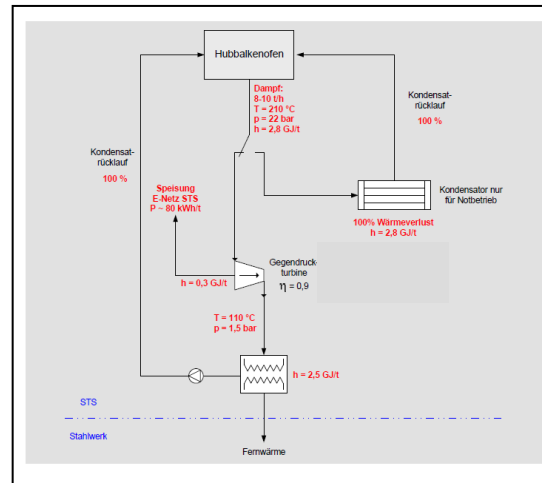 Hubbalkenofen
Dampf:
8-10 t/h
T = 210 °C
p = 22 bar
h = 2,8 GJ/t
Kondensat-
rücklauf
100 %
Kondensat-
rücklauf
100 %
Speisung
E-Netz STS
P ~ 80 kWh/t
Kondensator nur
für Notbetrieb
100% Wärmeverlust
h = 2,8 GJ/t
Gegendruck-
turbine
η = 0,9
h = 0,3 GJ/t
T = 110 °C
p = 1,5 bar
h = 2,5 GJ/t
STS
Stahlwerk
Fernwärme